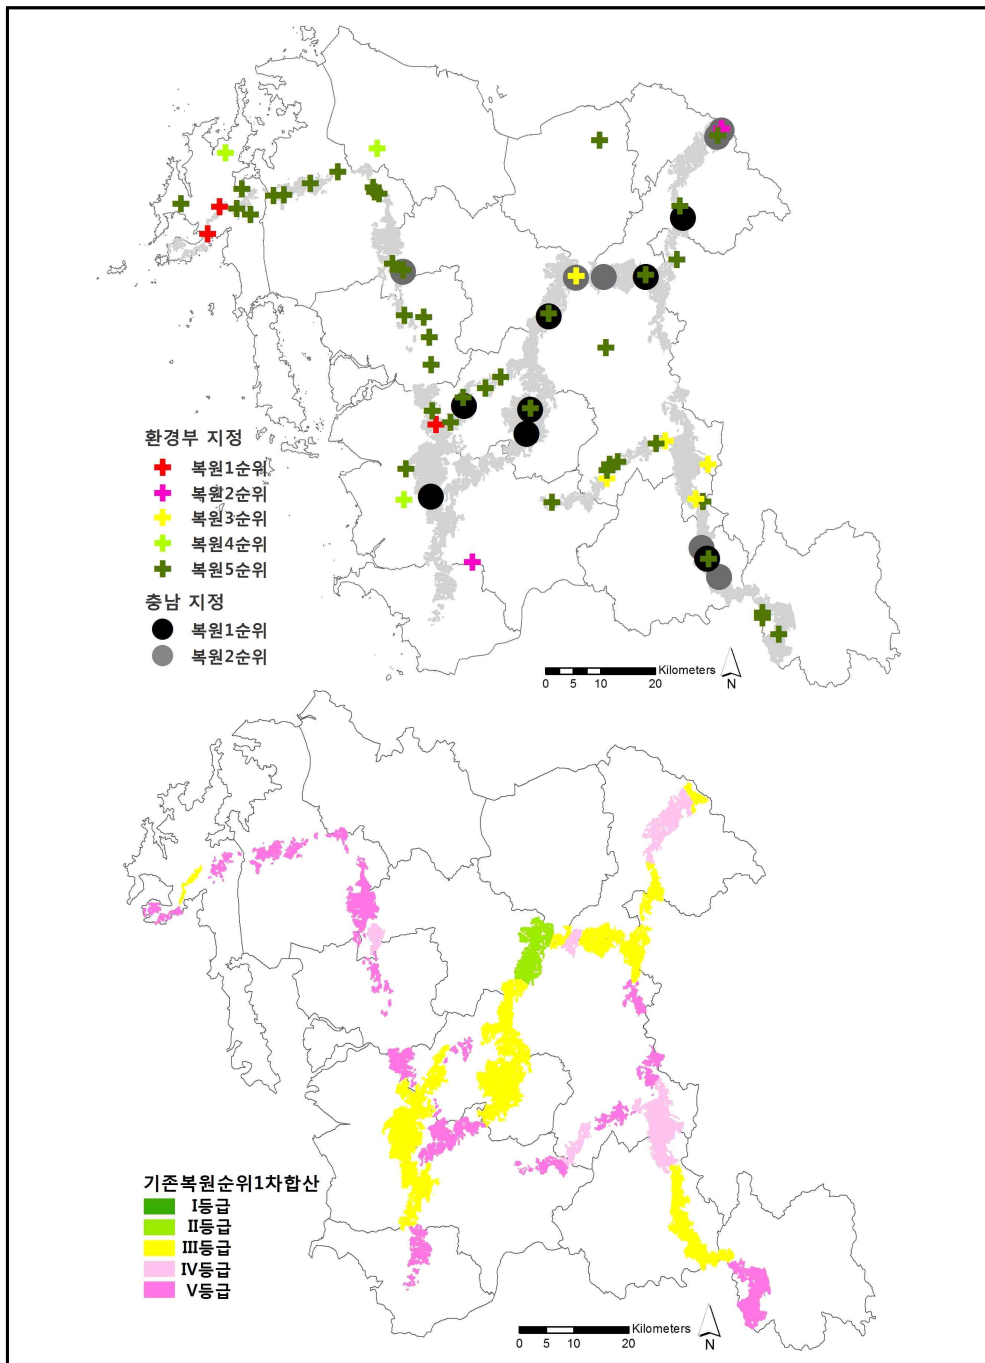 환경부 지정
복원1순위
복원2순위
복원3순위
복원4순위
복원5순위
충남 지정
복원1순위
복원2순위
Kilometers
0 5 10 20
N
기존복원순위1차합산
I등급
II등급
III등급
IV등급
V등급
Kilometers
0 5 10 20
N